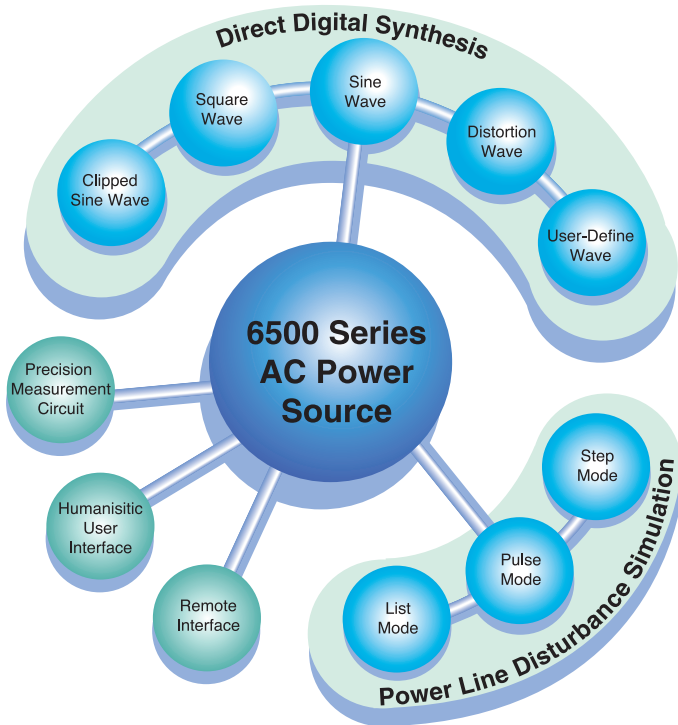 Direct Digital Synthesis
Sine
Wave
Square
Wave
Distortion
Wave
Clipped
Sine Wave
User-Define
Wave
6500 Series
AC Power
Source
Precision
Measurement
Circuit
Humanisitic
User
Interface
Remote
Interface
Step
Mode
Pulse
Mode
List
Mode
Power Line Disturbance Simulation